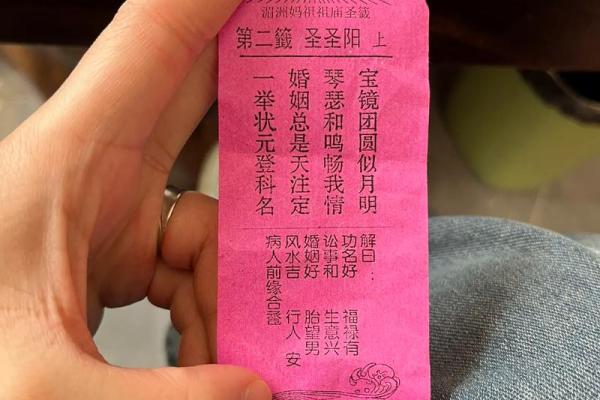 湄洲妈祖祖庙圣籤
第二籤 圣圣阳 上
宝镜团圆似月明
琴瑟和鸣畅我情
婚姻总是天注定
一举状元登科名
解曰：
功名好 福禄有
讼事和 生意兴
婚姻好 胎望男
风水吉 行人 安
病人前缘合醫